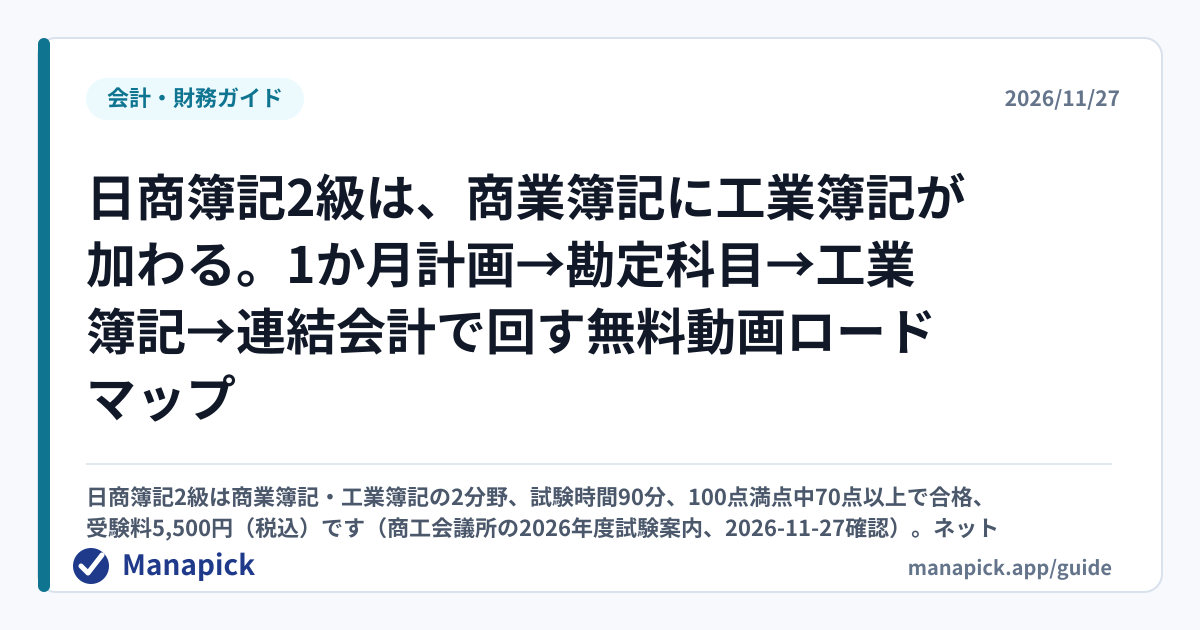 会計・財務ガイド
2026/11/27
日商簿記2級は、商業簿記に工業簿記が
加わる。1か月計画→勘定科目→工業
簿記→連結会計で回す無料動画ロード
マップ
日商簿記2級は商業簿記・工業簿記の2分野、試験時間90分、100点満点中70点以上で合格、
受験料5,500円（税込）です（商工会議所の2026年度試験案内、2026-11-27確認）。ネット
Manapick
manapick.app/guide